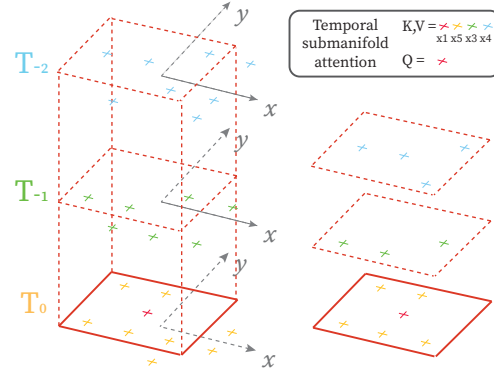 y
T-2
x
Temporal
submanifold
attention
K,V =
x1 x5 x3 x4
Q =
y
T-1
x
y
T0
x